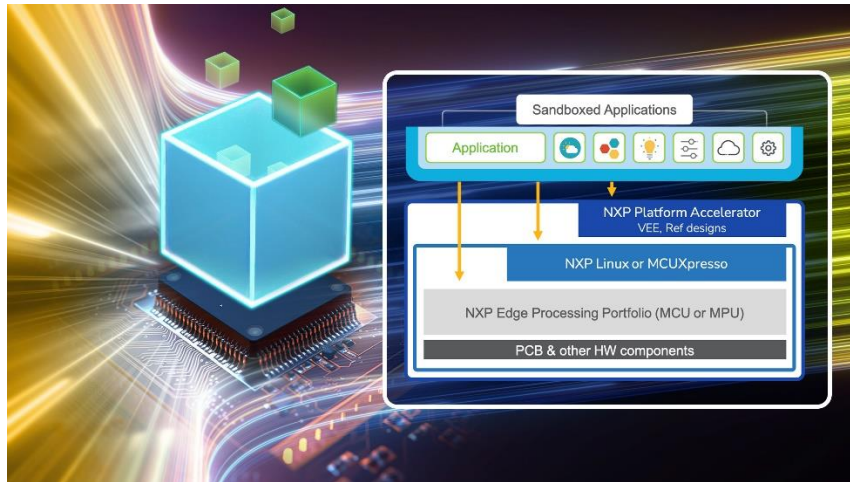 Sandboxed Applications
Application
NXP Platform Accelerator
VEE, Ref designs
NXP Linux or MCUXpresso
NXP Edge Processing Portfolio (MCU or MPU)
PCB & other HW components